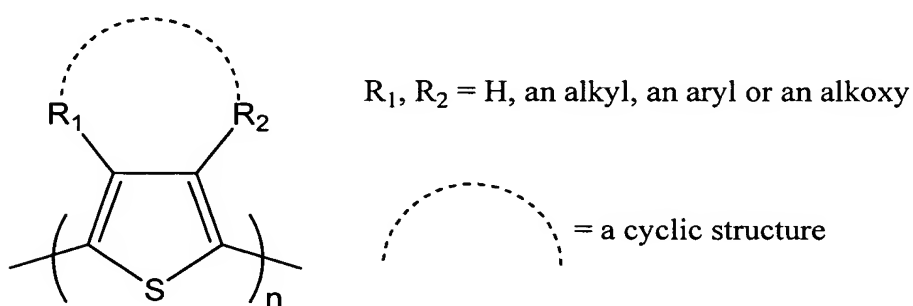 R₁ R₂ R₁, R₂ = H, an alkyl, an aryl or an alkoxy
= a cyclic structure
S n